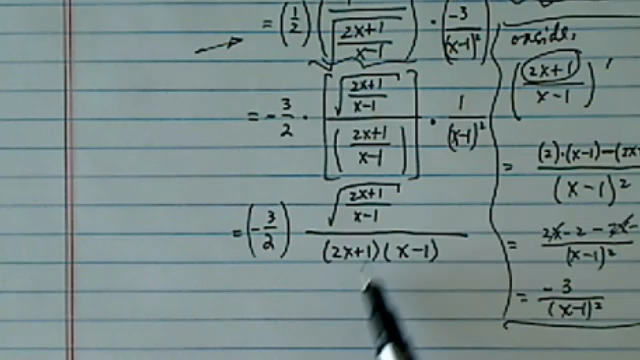 = (1/2) (1/√((2x+1)/(x-1))) · (-3/(x-1)²)
= -3/2 · [√((2x+1)/(x-1)) / ((2x+1)/(x-1))] · 1/(x-1)²
= (-3/2) √((2x+1)/(x-1)) / (2x+1)(x-1)
onside,
((2x+1)/(x-1))'
= (2)·(x-1)-(2x / (x-1)²
= 2x-2-2x- / (x-1)²
= -3/(x-1)²